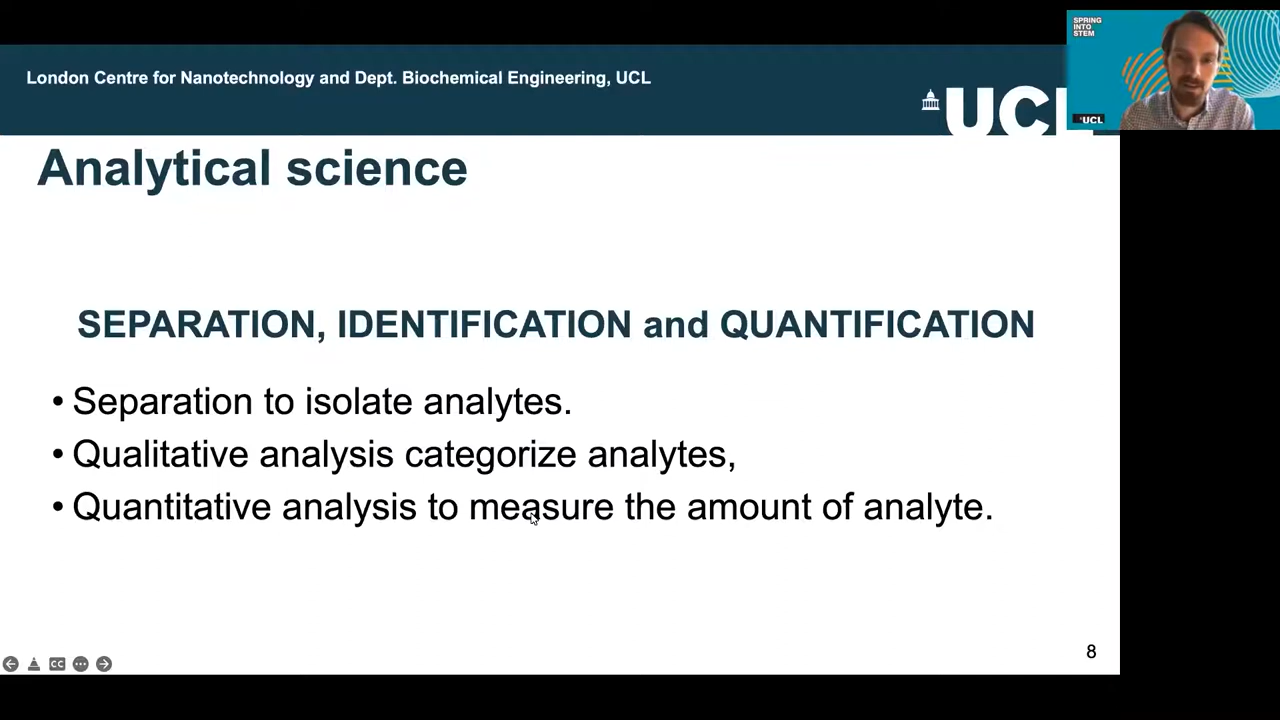 London Centre for Nanotechnology and Dept. Biochemical Engineering, UCL
UCL
SPRING
INTO
STEM
UCL
Analytical science
SEPARATION, IDENTIFICATION and QUANTIFICATION
• Separation to isolate analytes.
• Qualitative analysis categorize analytes,
• Quantitative analysis to measure the amount of analyte.
8
CC